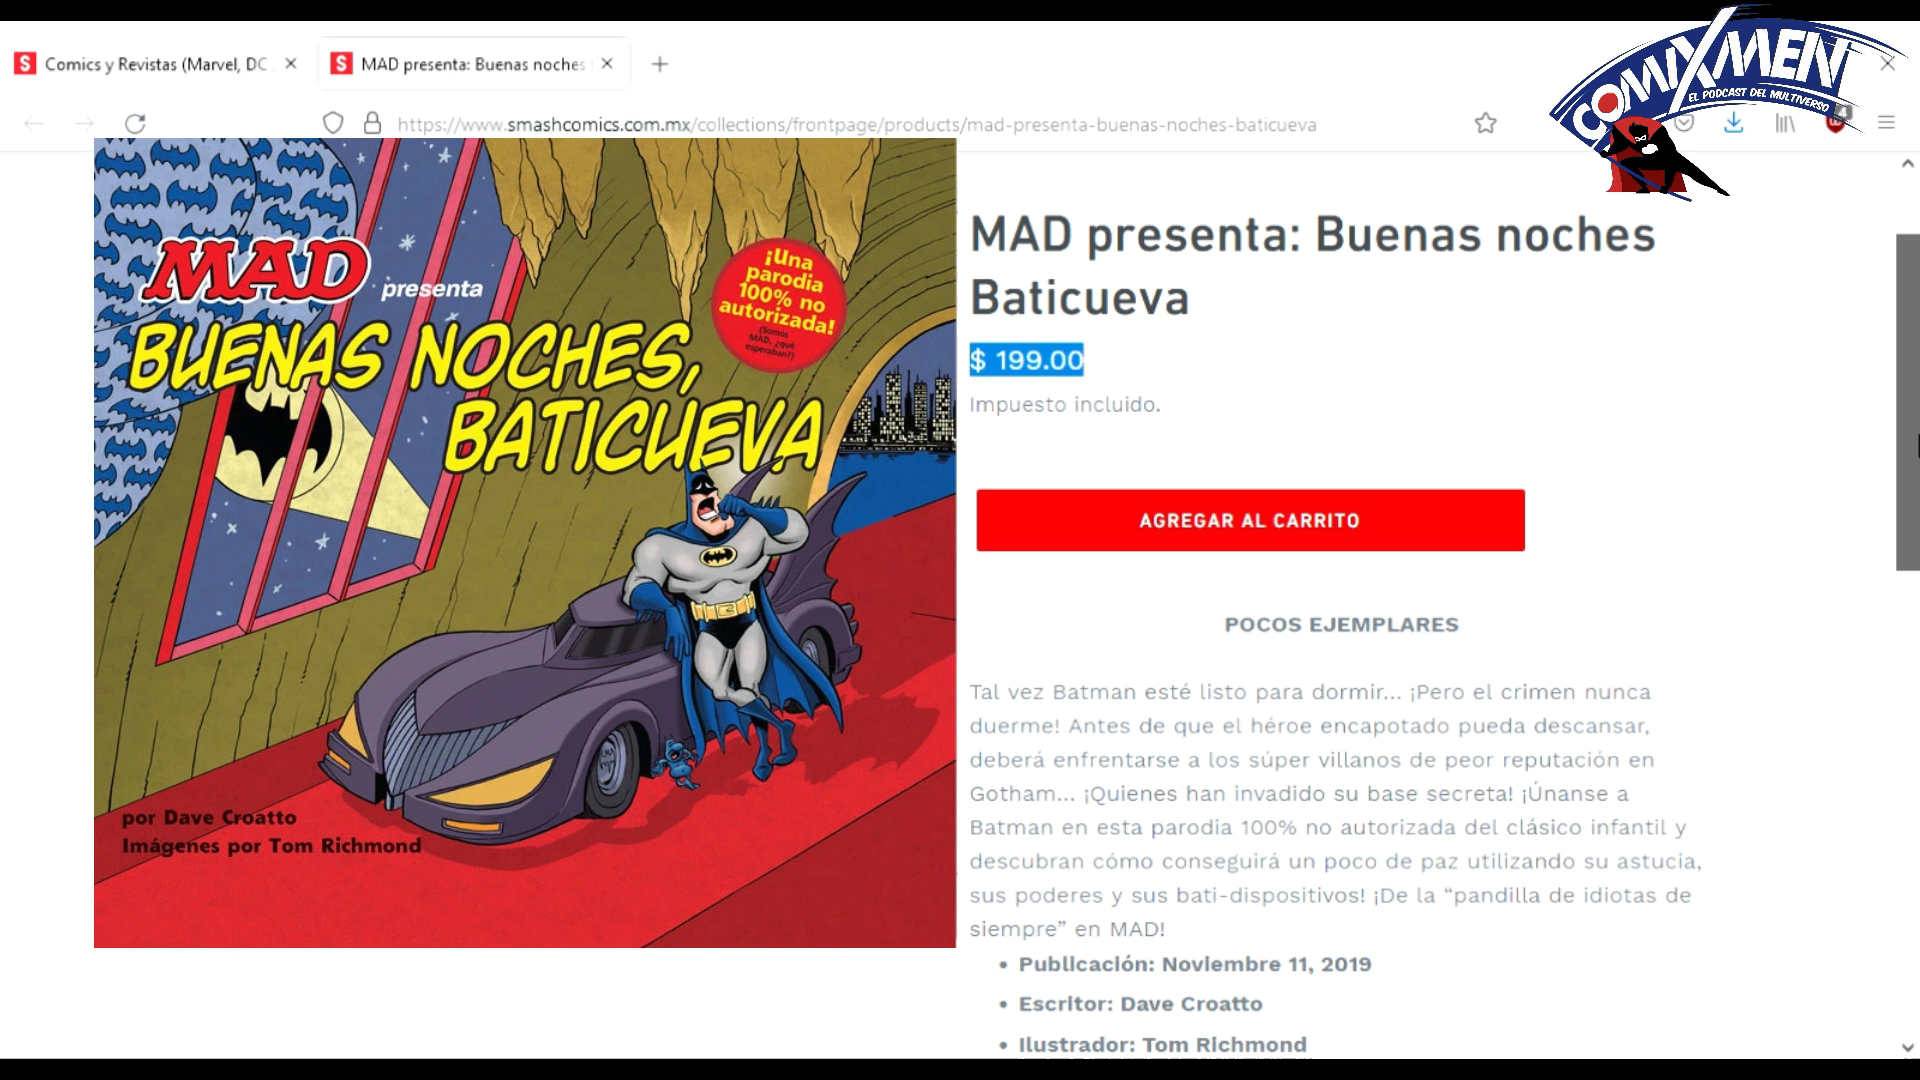 COMIXMEN
EL PODCAST DEL MULTIVERSO
Comics y Revistas (Marvel, DC
MAD presenta: Buenas noches
https://www.smashcomics.com.mx/collections/frontpage/products/mad-presenta-buenas-noches-baticueva
MAD presenta
BUENAS NOCHES,
BATICUEVA
¡Una
parodia
100% no
autorizada!
(Somos
MAD, ¿qué
esperaban?)
por Dave Croatto
Imágenes por Tom Richmond
MAD presenta: Buenas noches
Baticueva
$ 199.00
Impuesto incluido.
AGREGAR AL CARRITO
POCOS EJEMPLARES
Tal vez Batman esté listo para dormir... ¡Pero el crimen nunca
duerme! Antes de que el héroe encapotado pueda descansar,
deberá enfrentarse a los súper villanos de peor reputación en
Gotham... ¡Quienes han invadido su base secreta! ¡Únanse a
Batman en esta parodia 100% no autorizada del clásico infantil y
descubran cómo conseguirá un poco de paz utilizando su astucia,
sus poderes y sus bati-dispositivos! ¡De la “pandilla de idiotas de
siempre” en MAD!
• Publicación: Noviembre 11, 2019
• Escritor: Dave Croatto
• Ilustrador: Tom Richmond